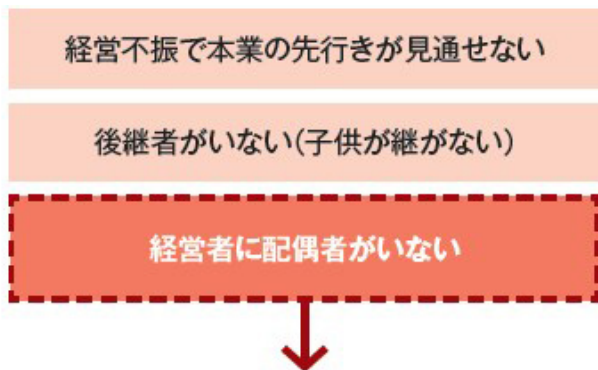 経営不振で本業の先行きが見通せない
後継者がいない(子供が継がない)
経営者に配偶者がいない